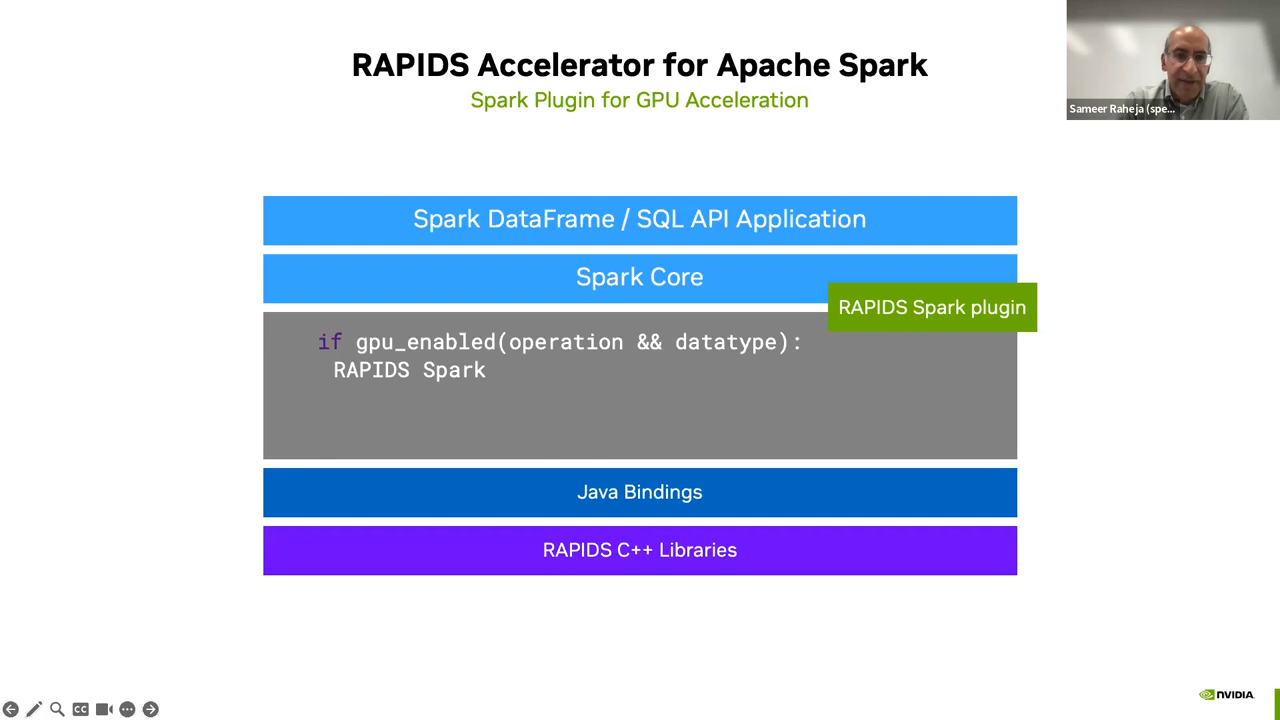 RAPIDS Accelerator for Apache Spark
Spark Plugin for GPU Acceleration
Sameer Raheja (spe...
Spark DataFrame / SQL API Application
Spark Core
RAPIDS Spark plugin
if gpu_enabled(operation && datatype):
RAPIDS Spark
Java Bindings
RAPIDS C++ Libraries
CC
NVIDIA